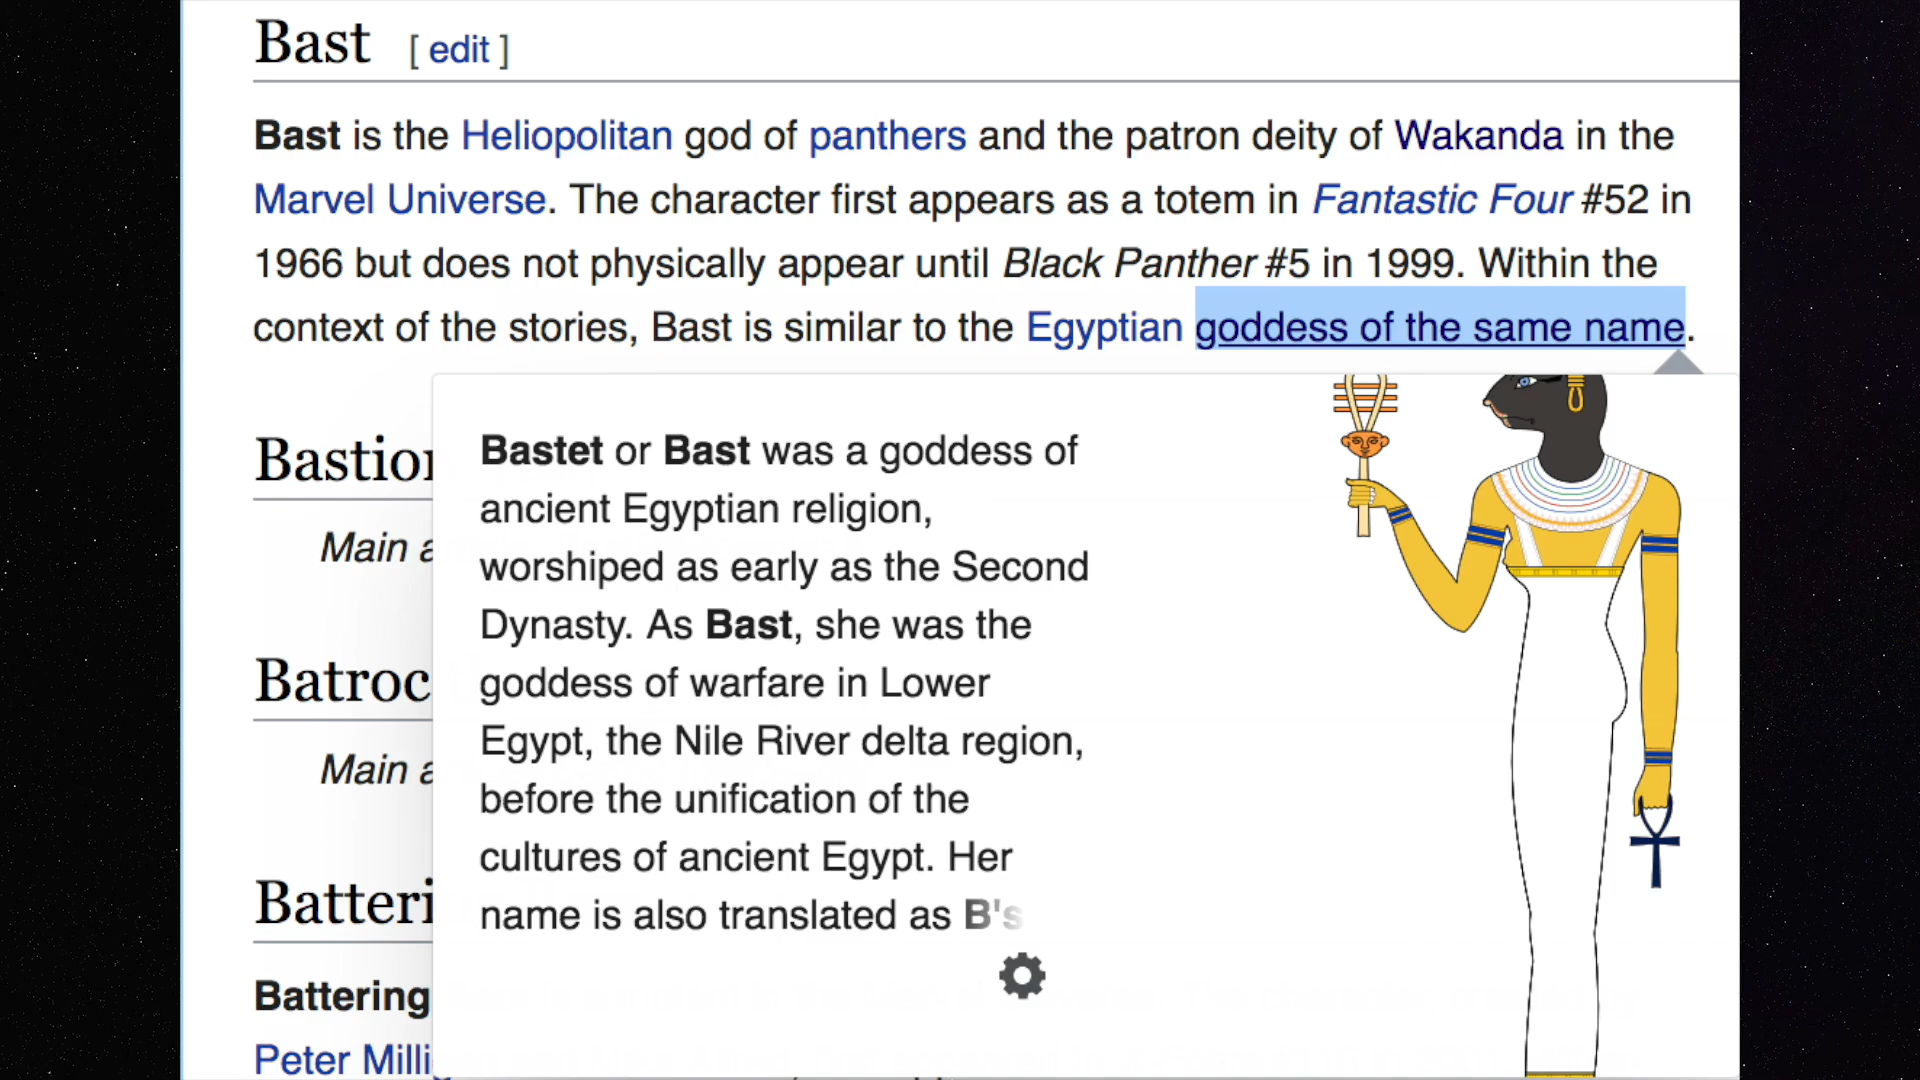 Bast [ edit ]
Bast is the Heliopolitan god of panthers and the patron deity of Wakanda in the
Marvel Universe. The character first appears as a totem in Fantastic Four #52 in
1966 but does not physically appear until Black Panther #5 in 1999. Within the
context of the stories, Bast is similar to the Egyptian goddess of the same name.
Bastion
Main a
Batroc
Main a
Batteri
Battering
Peter Milli
Bastet or Bast was a goddess of
ancient Egyptian religion,
worshiped as early as the Second
Dynasty. As Bast, she was the
goddess of warfare in Lower
Egypt, the Nile River delta region,
before the unification of the
cultures of ancient Egypt. Her
name is also translated as B's